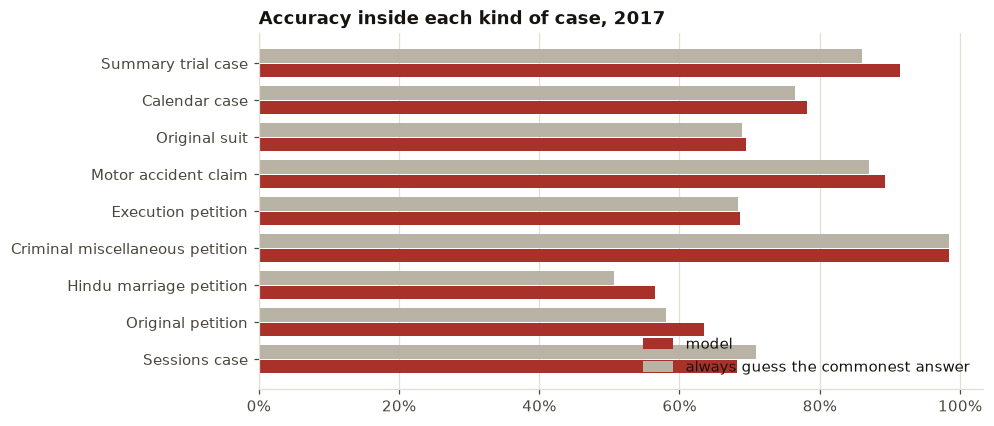 Accuracy inside each kind of case, 2017
Summary trial case
Calendar case
Original suit
Motor accident claim
Execution petition
Criminal miscellaneous petition
Hindu marriage petition
Original petition
Sessions case
model
always guess the commonest answer
0% 20% 40% 60% 80% 100%